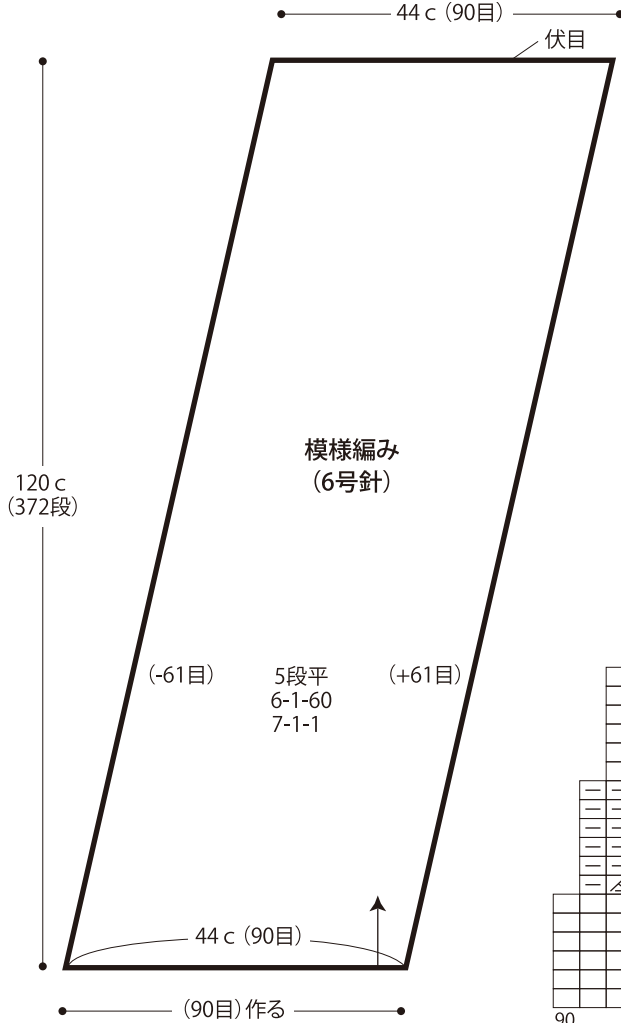 44c (90目)
伏目
120c
(372段)
模様編み
(6号針)
(-61目)
5段平
6-1-60
7-1-1
(+61目)
44c (90目)
(90目)作る
90